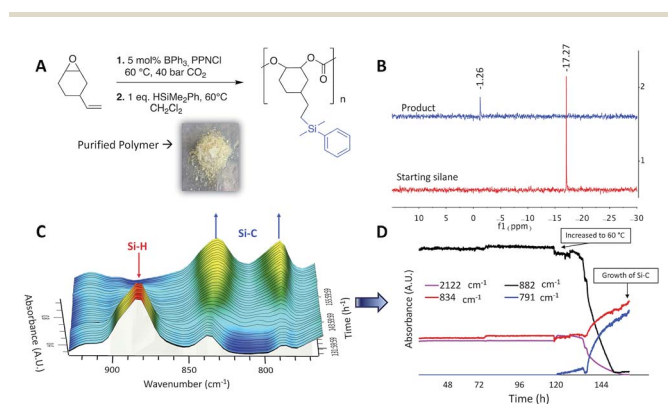 A
O
1. 5 mol% BPh3, PPNCl
60 °C, 40 bar CO2
2. 1 eq. HSiMe2Ph, 60°C
CH2Cl2
O
O
O
n
Si
Purified Polymer →
B
-1.26
-17.27
Product
Starting silane
2
1
10 5 0 -5 -10 -15 -20 -25 -30
f1 (ppm)
C
Si-H
Si-C
Absorbance (A.U.)
Time (h-1)
900 850 800
Wavenumber (cm-1)
D
Increased to 60 °C
Growth of Si-C
2122 cm-1
882 cm-1
834 cm-1
791 cm-1
Absorbance (A.U.)
48 72 96 120 144
Time (h)